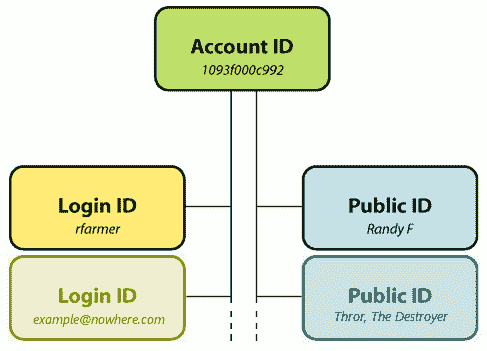 Account ID
1093f000c992
Login ID
rfarmer
Public ID
Randy F
Login ID
example@nowhere.com
Public ID
Thror, The Destroyer